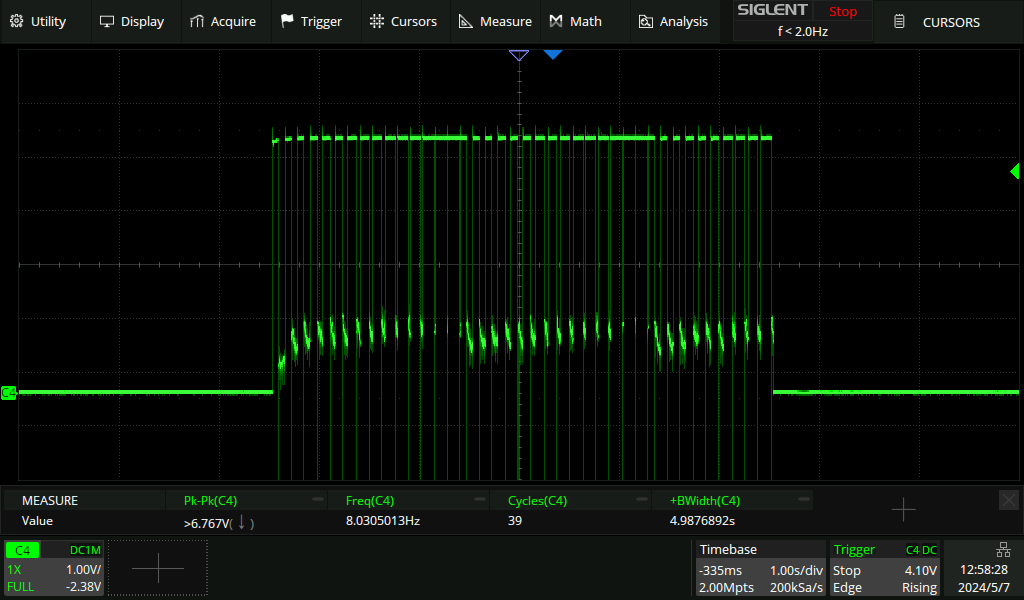 Utility Display Acquire Trigger Cursors Measure Math Analysis SIGLENT Stop CURSORS
f < 2.0Hz
C4
MEASURE Pk-Pk(C4) Freq(C4) Cycles(C4) +BWidth(C4)
Value >6.767V(↓) 8.0305013Hz 39 4.9876892s
C4 DC1M
1X 1.00V/
FULL -2.38V
Timebase
-335ms 1.00s/div
2.00Mpts 200kSa/s
Trigger C4 DC
Stop 4.10V
Edge Rising
12:58:28
2024/5/7